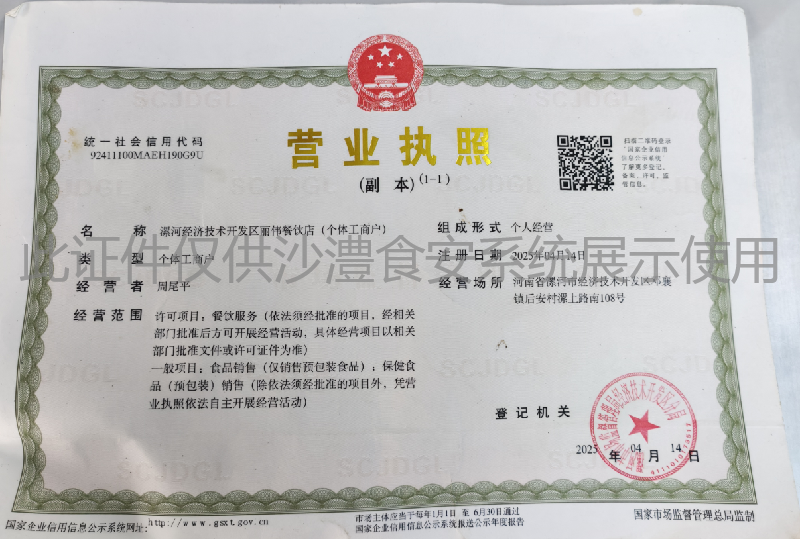 统一社会信用代码
92411100MAEH190G9U
营业执照
(副 本)(1-1)
扫描二维码登录
"国家企业信用
信息公示系统"
了解更多登记、
备案、许可、监
管信息。
名称 漯河经济技术开发区丽伟餐饮店（个体工商户）
组成形式 个人经营
类型 个体工商户
注册日期 2025年04月14日
此证件仅供沙澧食安系统展示使用
经营者 周尾平
经营场所 河南省漯河市经济技术开发区邓襄
镇后安村漯上路南108号
经营范围 许可项目：餐饮服务（依法须经批准的项目，经相关
部门批准后方可开展经营活动，具体经营项目以相关
部门批准文件或许可证件为准）
一般项目：食品销售（仅销售预包装食品）；保健食
品（预包装）销售（除依法须经批准的项目外，凭营
业执照依法自主开展经营活动）
登记机关
2025 年 04 月 14 日
国家企业信用信息公示系统网址: http://www.gsxt.gov.cn
市场主体应当于每年1月1日 至 6月30日通过
国家企业信用信息公示系统报送公示年度报告
国家市场监督管理总局监制